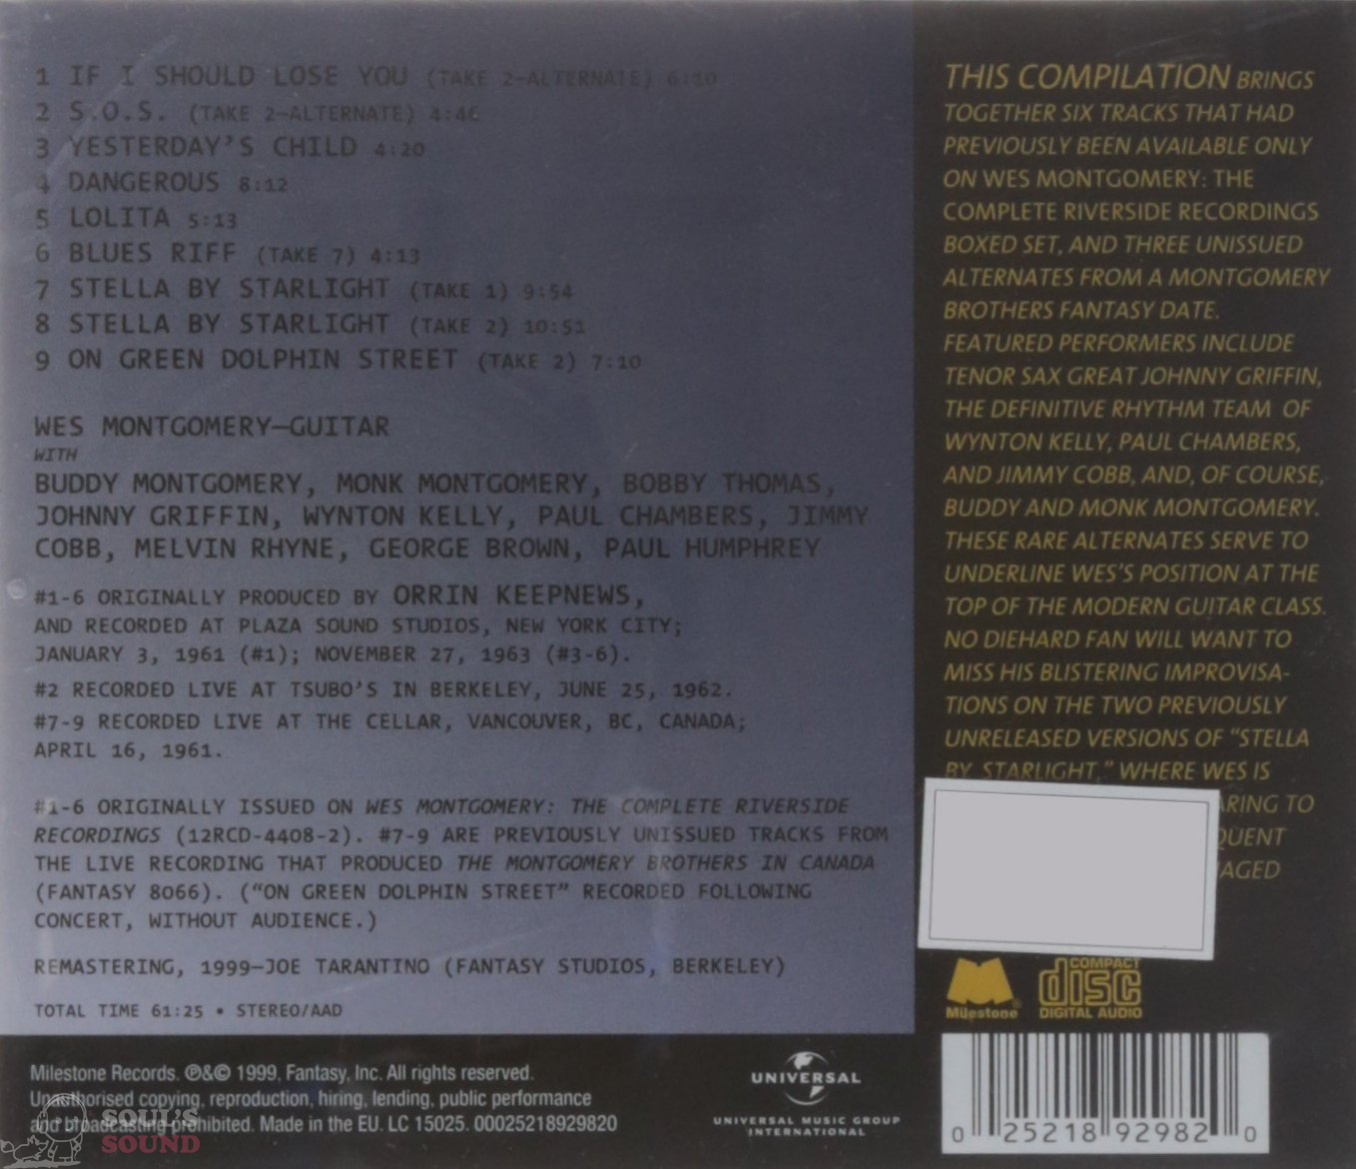 1 IF I SHOULD LOSE YOU (TAKE 2–ALTERNATE) 6:10
2 S.O.S. (TAKE 2–ALTERNATE) 4:46
3 YESTERDAY'S CHILD 4:20
4 DANGEROUS 8:12
5 LOLITA 5:13
6 BLUES RIFF (TAKE 7) 4:13
7 STELLA BY STARLIGHT (TAKE 1) 9:54
8 STELLA BY STARLIGHT (TAKE 2) 10:51
9 ON GREEN DOLPHIN STREET (TAKE 2) 7:10
WES MONTGOMERY—GUITAR
WITH
BUDDY MONTGOMERY, MONK MONTGOMERY, BOBBY THOMAS,
JOHNNY GRIFFIN, WYNTON KELLY, PAUL CHAMBERS, JIMMY
COBB, MELVIN RHYNE, GEORGE BROWN, PAUL HUMPHREY
#1-6 ORIGINALLY PRODUCED BY ORRIN KEEPNEWS,
AND RECORDED AT PLAZA SOUND STUDIOS, NEW YORK CITY;
JANUARY 3, 1961 (#1); NOVEMBER 27, 1963 (#3-6).
#2 RECORDED LIVE AT TSUBO'S IN BERKELEY, JUNE 25, 1962.
#7-9 RECORDED LIVE AT THE CELLAR, VANCOUVER, BC, CANADA;
APRIL 16, 1961.
#1-6 ORIGINALLY ISSUED ON WES MONTGOMERY: THE COMPLETE RIVERSIDE
RECORDINGS (12RCD-4408-2). #7-9 ARE PREVIOUSLY UNISSUED TRACKS FROM
THE LIVE RECORDING THAT PRODUCED THE MONTGOMERY BROTHERS IN CANADA
(FANTASY 8066). ("ON GREEN DOLPHIN STREET" RECORDED FOLLOWING
CONCERT, WITHOUT AUDIENCE.)
REMASTERING, 1999—JOE TARANTINO (FANTASY STUDIOS, BERKELEY)
TOTAL TIME 61:25 • STEREO/AAD
THIS COMPILATION BRINGS
TOGETHER SIX TRACKS THAT HAD
PREVIOUSLY BEEN AVAILABLE ONLY
ON WES MONTGOMERY: THE
COMPLETE RIVERSIDE RECORDINGS
BOXED SET, AND THREE UNISSUED
ALTERNATES FROM A MONTGOMERY
BROTHERS FANTASY DATE.
FEATURED PERFORMERS INCLUDE
TENOR SAX GREAT JOHNNY GRIFFIN,
THE DEFINITIVE RHYTHM TEAM OF
WYNTON KELLY, PAUL CHAMBERS,
AND JIMMY COBB, AND, OF COURSE,
BUDDY AND MONK MONTGOMERY.
THESE RARE ALTERNATES SERVE TO
UNDERLINE WES'S POSITION AT THE
TOP OF THE MODERN GUITAR CLASS.
NO DIEHARD FAN WILL WANT TO
MISS HIS BLISTERING IMPROVISA-
TIONS ON THE TWO PREVIOUSLY
UNRELEASED VERSIONS OF "STELLA
BY STARLIGHT," WHERE WES IS
ARING TO
QUENT
AGED
Milestone
COMPACT
disc
DIGITAL AUDIO
Milestone Records. ℗&© 1999, Fantasy, Inc. All rights reserved.
Unauthorised copying, reproduction, hiring, lending, public performance
and broadcasting prohibited. Made in the EU. LC 15025. 00025218929820
SOUL'S
SOUND
UNIVERSAL
UNIVERSAL MUSIC GROUP
INTERNATIONAL
0 25218 92982 0